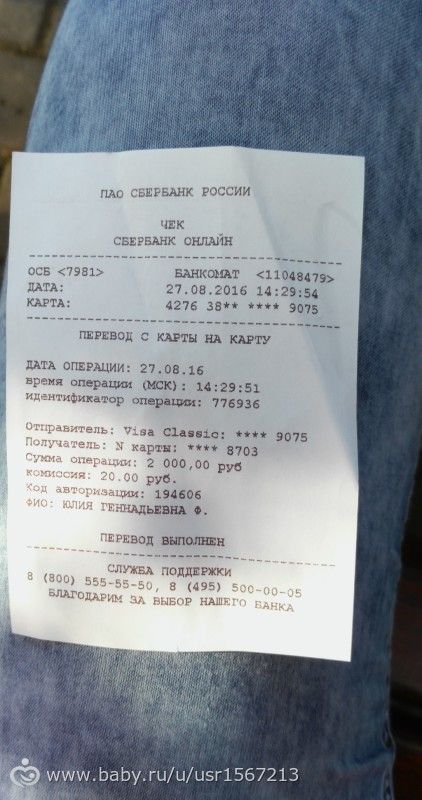 ПАО СБЕРБАНК РОССИИ
ЧЕК
СБЕРБАНК ОНЛАЙН
ОСБ <7981> БАНКОМАТ <11048479>
ДАТА: 27.08.2016 14:29:54
КАРТА: 4276 38** **** 9075
ПЕРЕВОД С КАРТЫ НА КАРТУ
ДАТА ОПЕРАЦИИ: 27.08.16
время операции (МСК): 14:29:51
идентификатор операции: 776936
Отправитель: Visa Classic: **** 9075
Получатель: N карты: **** 8703
Сумма операции: 2 000,00 руб
комиссия: 20.00 руб.
Код авторизации: 194606
ФИО: ЮЛИЯ ГЕННАДЬЕВНА Ф.
ПЕРЕВОД ВЫПОЛНЕН
СЛУЖБА ПОДДЕРЖКИ
8 (800) 555-55-50, 8 (495) 500-00-05
БЛАГОДАРИМ ЗА ВЫБОР НАШЕГО БАНКА
www.baby.ru/u/usr1567213